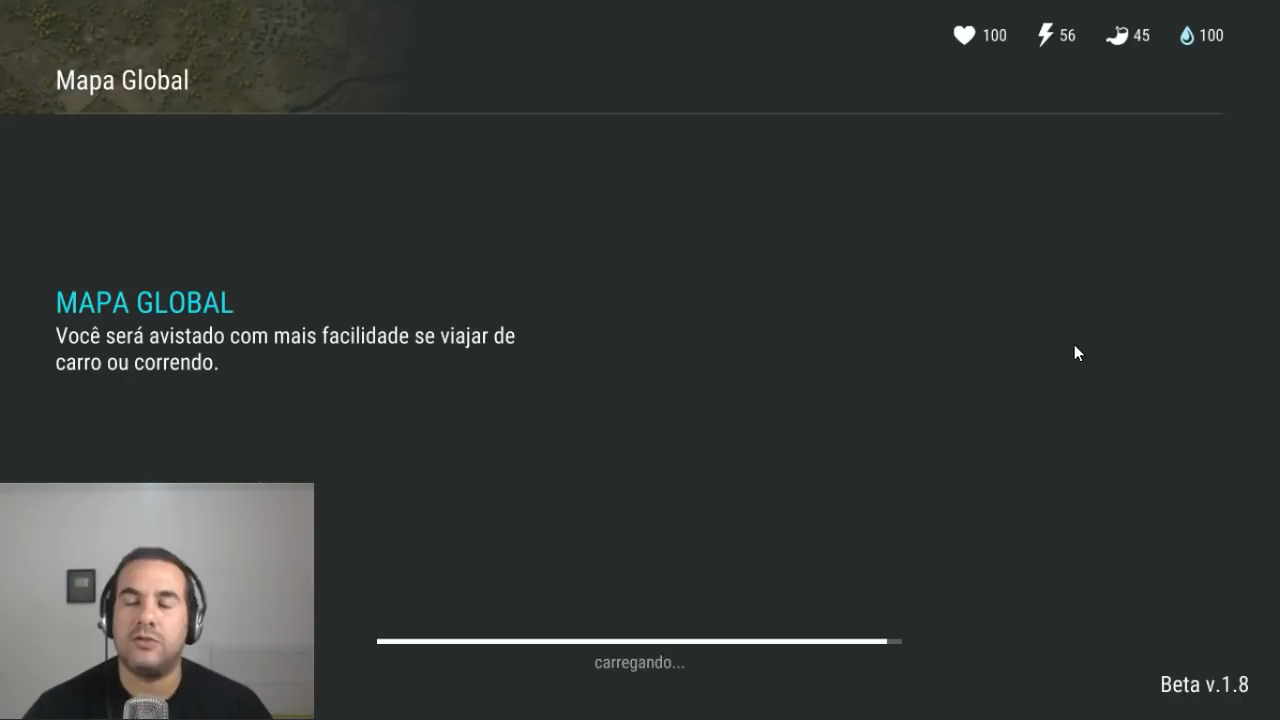 100 56 45 100
Mapa Global
MAPA GLOBAL
Você será avistado com mais facilidade se viajar de
carro ou correndo.
carregando...
Beta v.1.8